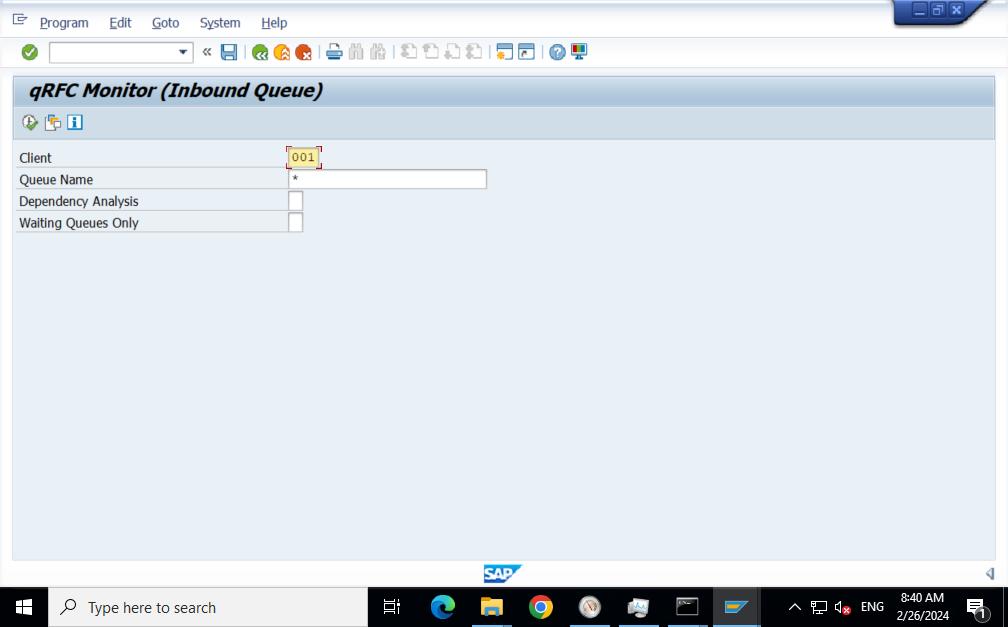 Program Edit Goto System Help
qRFC Monitor (Inbound Queue)
Client 001
Queue Name *
Dependency Analysis
Waiting Queues Only
SAP
Type here to search
ENG
8:40 AM
2/26/2024
1